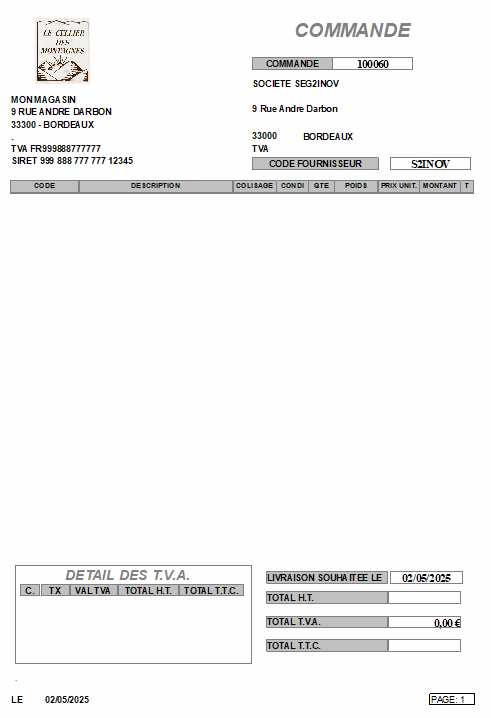 LE CELLIER
DES
MONTAGNES
COMMANDE
COMMANDE 100060
SOCIETE SEG2INOV
MONMAGASIN
9 RUE ANDRE DARBON
9 Rue Andre Darbon
33300 - BORDEAUX
.
33000 BORDEAUX
TVA FR999888777777
TVA
SIRET 999 888 777 777 12345
CODE FOURNISSEUR S2INOV
CODE DESCRIPTION COLISAGE CONDI QTE POIDS PRIX UNIT. MONTANT T
DETAIL DES T.V.A.
C. TX VAL TVA TOTAL H.T. TOTAL T.T.C.
LIVRAISON SOUHAITEE LE 02/05/2025
TOTAL H.T.
TOTAL T.V.A. 0,00 €
TOTAL T.T.C.
.
LE 02/05/2025
PAGE: 1